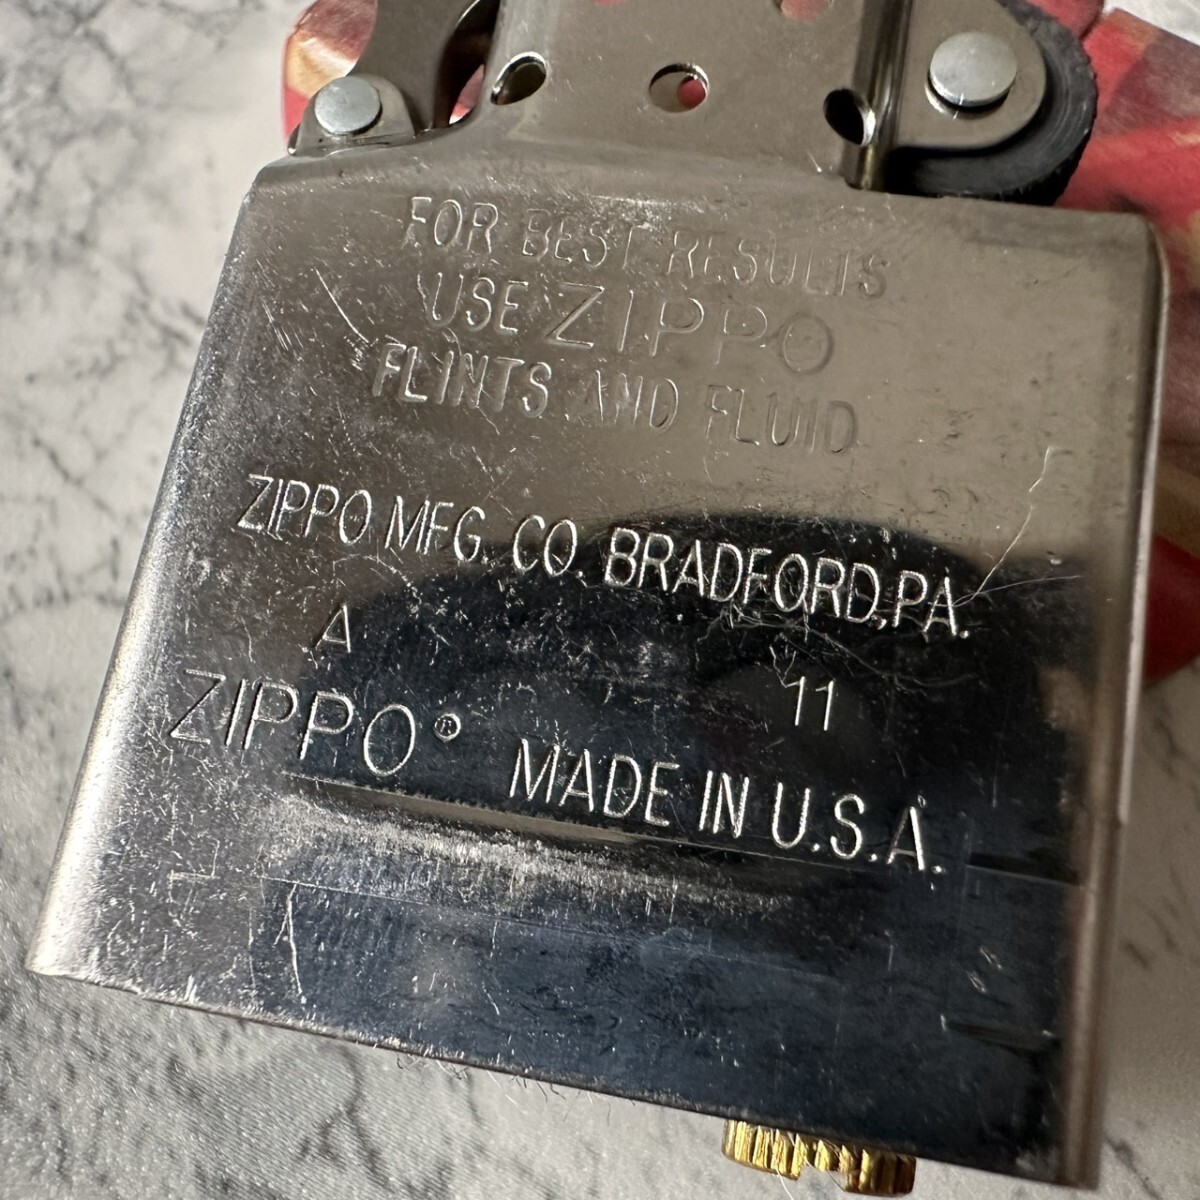 FOR BEST RESULTS
USE ZIPPO
FLINTS AND FLUID
ZIPPO MFG. CO. BRADFORD, PA.
A 11
ZIPPO® MADE IN U.S.A.